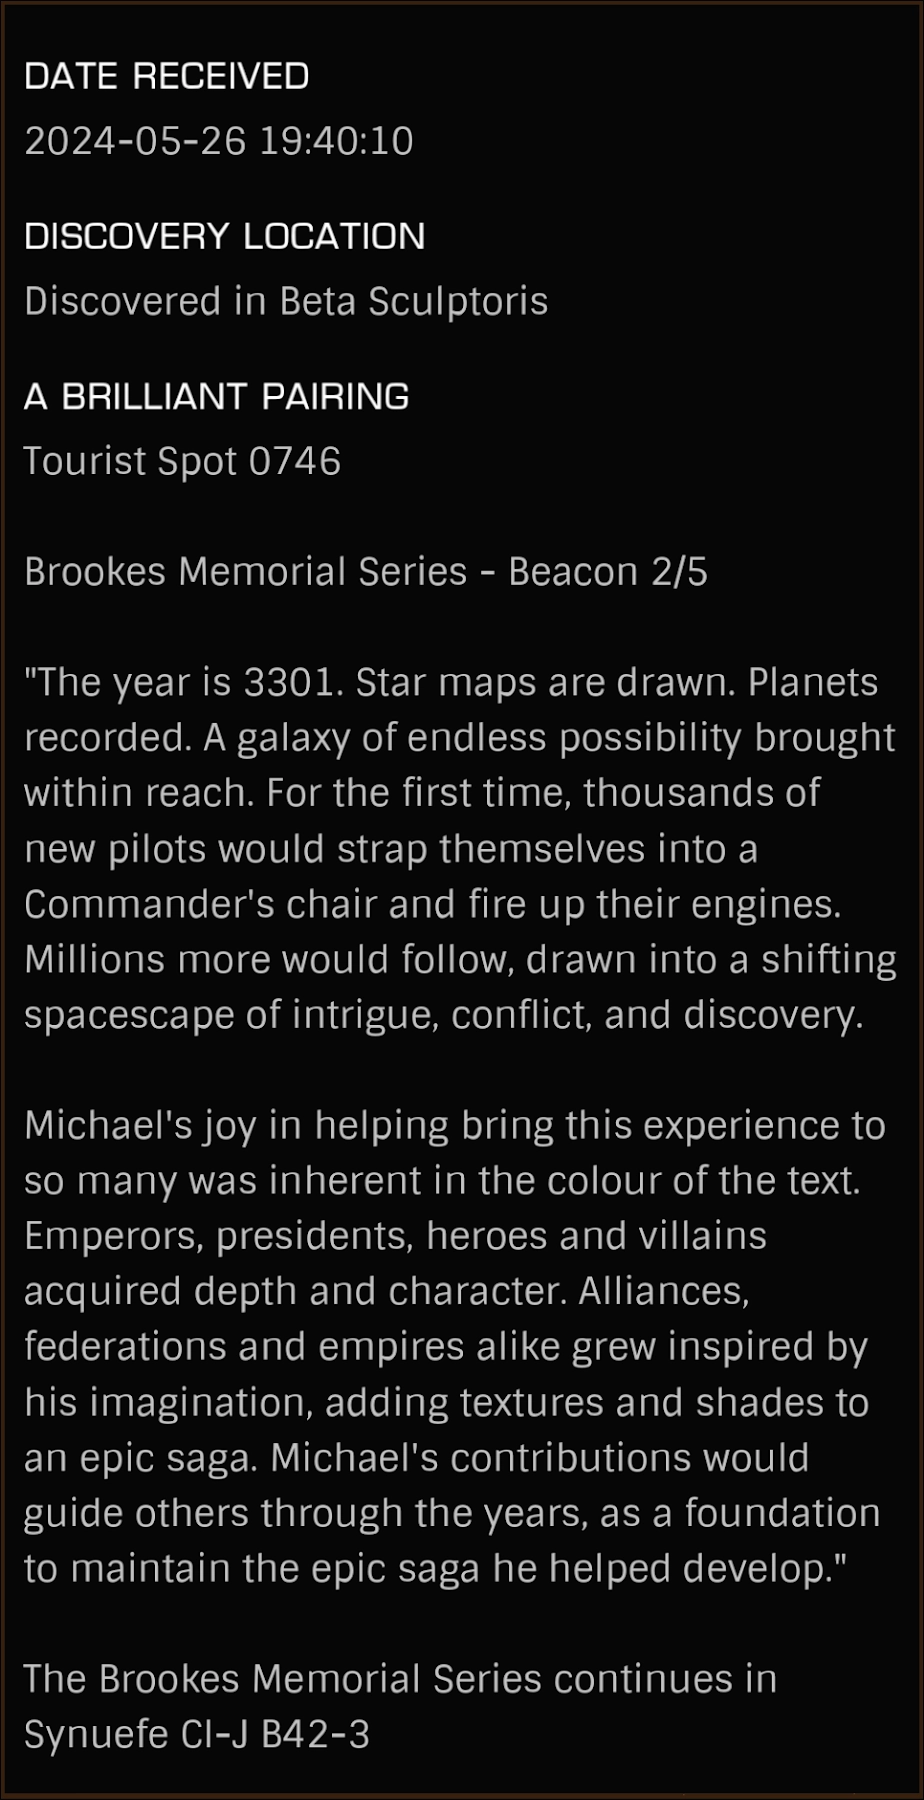 DATE RECEIVED
2024-05-26 19:40:10
DISCOVERY LOCATION
Discovered in Beta Sculptoris
A BRILLIANT PAIRING
Tourist Spot 0746
Brookes Memorial Series - Beacon 2/5
"The year is 3301. Star maps are drawn. Planets
recorded. A galaxy of endless possibility brought
within reach. For the first time, thousands of
new pilots would strap themselves into a
Commander's chair and fire up their engines.
Millions more would follow, drawn into a shifting
spacescape of intrigue, conflict, and discovery.
Michael's joy in helping bring this experience to
so many was inherent in the colour of the text.
Emperors, presidents, heroes and villains
acquired depth and character. Alliances,
federations and empires alike grew inspired by
his imagination, adding textures and shades to
an epic saga. Michael's contributions would
guide others through the years, as a foundation
to maintain the epic saga he helped develop."
The Brookes Memorial Series continues in
Synuefe CI-J B42-3